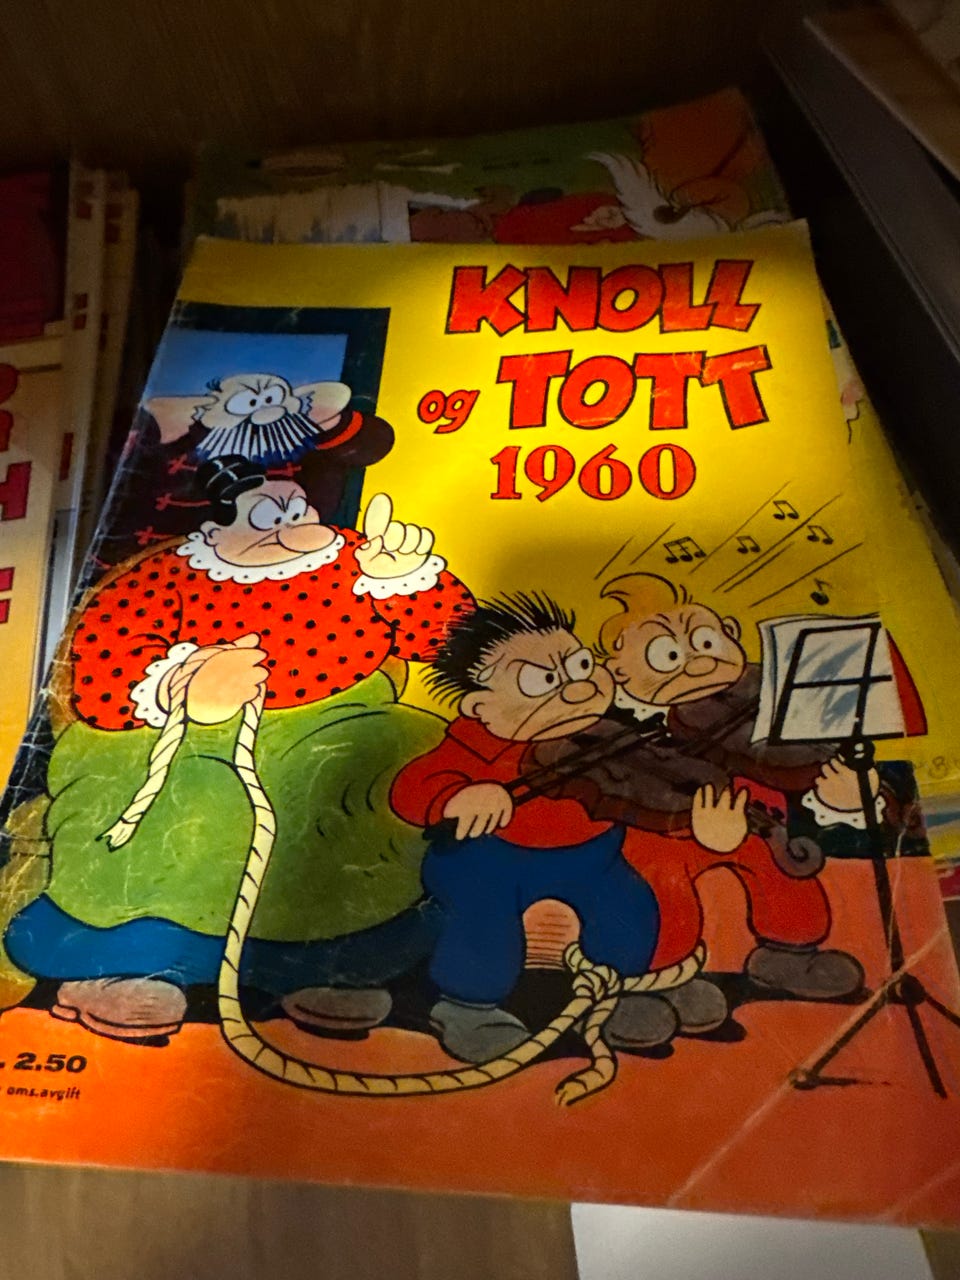 KNOLL
og TOTT
1960
. 2.50
oms.avgift